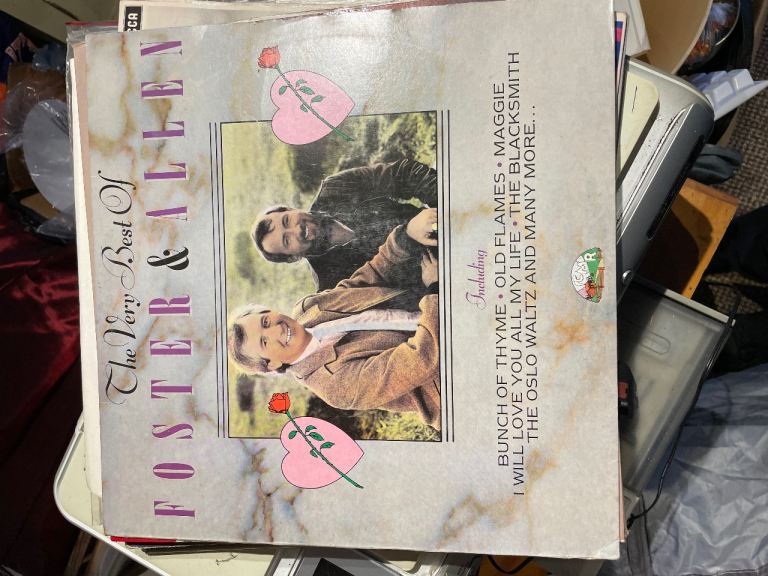 The Very Best Of
FOSTER & ALLEN
Including
BUNCH OF THYME • OLD FLAMES • MAGGIE
I WILL LOVE YOU ALL MY LIFE • THE BLACKSMITH
THE OSLO WALTZ AND MANY MORE...